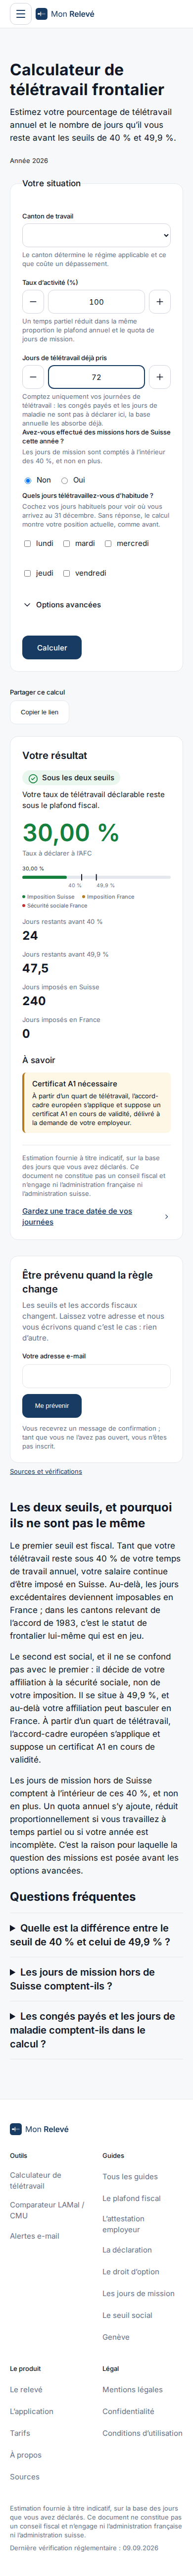 Mon Relevé
Calculateur de
télétravail frontalier
Estimez votre pourcentage de télétravail
annuel et le nombre de jours qu'il vous
reste avant les seuils de 40 % et 49,9 %.
Année 2026
Votre situation
Canton de travail
Le canton détermine le régime applicable et ce
que coûte un dépassement.
Taux d'activité (%)
100
Un temps partiel réduit dans la même
proportion le plafond annuel et le quota de
jours de mission.
Jours de télétravail déjà pris
72
Comptez uniquement vos journées de
télétravail : les congés payés et les jours de
maladie ne sont pas à déclarer ici, la base
annuelle les absorbe déjà.
Avez-vous effectué des missions hors de Suisse
cette année ?
Les jours de mission sont comptés à l'intérieur
des 40 %, et non en plus.
Non
Oui
Quels jours télétravaillez-vous d'habitude ?
Cochez vos jours habituels pour voir où vous
arrivez au 31 décembre. Sans réponse, le calcul
montre votre position actuelle, comme avant.
lundi
mardi
mercredi
jeudi
vendredi
Options avancées
Calculer
Partager ce calcul
Copier le lien
Votre résultat
Sous les deux seuils
Votre taux de télétravail déclarable reste
sous le plafond fiscal.
30,00 %
Taux à déclarer à l'AFC
30,00 %
40 %
49,9 %
Imposition Suisse
Imposition France
Sécurité sociale France
Jours restants avant 40 %
24
Jours restants avant 49,9 %
47,5
Jours imposés en Suisse
240
Jours imposés en France
0
À savoir
Certificat A1 nécessaire
À partir d'un quart de télétravail, l'accord-
cadre européen s'applique et suppose un
certificat A1 en cours de validité, délivré à
la demande de votre employeur.
Estimation fournie à titre indicatif, sur la base
des jours que vous avez déclarés. Ce
document ne constitue pas un conseil fiscal et
n'engage ni l'administration française ni
l'administration suisse.
Gardez une trace datée de vos
journées
Être prévenu quand la règle
change
Les seuils et les accords fiscaux
changent. Laissez votre adresse et nous
vous écrivons quand c'est le cas : rien
d'autre.
Votre adresse e-mail
Me prévenir
Vous recevrez un message de confirmation ;
tant que vous ne l'avez pas ouvert, vous n'êtes
pas inscrit.
Sources et vérifications
Les deux seuils, et pourquoi
ils ne sont pas le même
Le premier seuil est fiscal. Tant que votre
télétravail reste sous 40 % de votre temps
de travail annuel, votre salaire continue
d'être imposé en Suisse. Au-delà, les jours
excédentaires deviennent imposables en
France ; dans les cantons relevant de
l'accord de 1983, c'est le statut de
frontalier lui-même qui est en jeu.
Le second est social, et il ne se confond
pas avec le premier : il décide de votre
affiliation à la sécurité sociale, non de
votre imposition. Il se situe à 49,9 %, et
au-delà votre affiliation peut basculer en
France. À partir d'un quart de télétravail,
l'accord-cadre européen s'applique et
suppose un certificat A1 en cours de
validité.
Les jours de mission hors de Suisse
comptent à l'intérieur de ces 40 %, et non
en plus. Un quota annuel s'y ajoute, réduit
proportionnellement si vous travaillez à
temps partiel ou si votre année est
incomplète. C'est la raison pour laquelle la
question des missions est posée avant les
options avancées.
Questions fréquentes
Quelle est la différence entre le
seuil de 40 % et celui de 49,9 % ?
Les jours de mission hors de
Suisse comptent-ils ?
Les congés payés et les jours de
maladie comptent-ils dans le
calcul ?
Mon Relevé
Outils
Calculateur de
télétravail
Comparateur LAMal /
CMU
Alertes e-mail
Guides
Tous les guides
Le plafond fiscal
L'attestation
employeur
La déclaration
Le droit d'option
Les jours de mission
Le seuil social
Genève
Le produit
Le relevé
L'application
Tarifs
À propos
Sources
Légal
Mentions légales
Confidentialité
Conditions d'utilisation
Estimation fournie à titre indicatif, sur la base des jours
que vous avez déclarés. Ce document ne constitue pas
un conseil fiscal et n'engage ni l'administration française
ni l'administration suisse.
Dernière vérification réglementaire : 09.09.2026